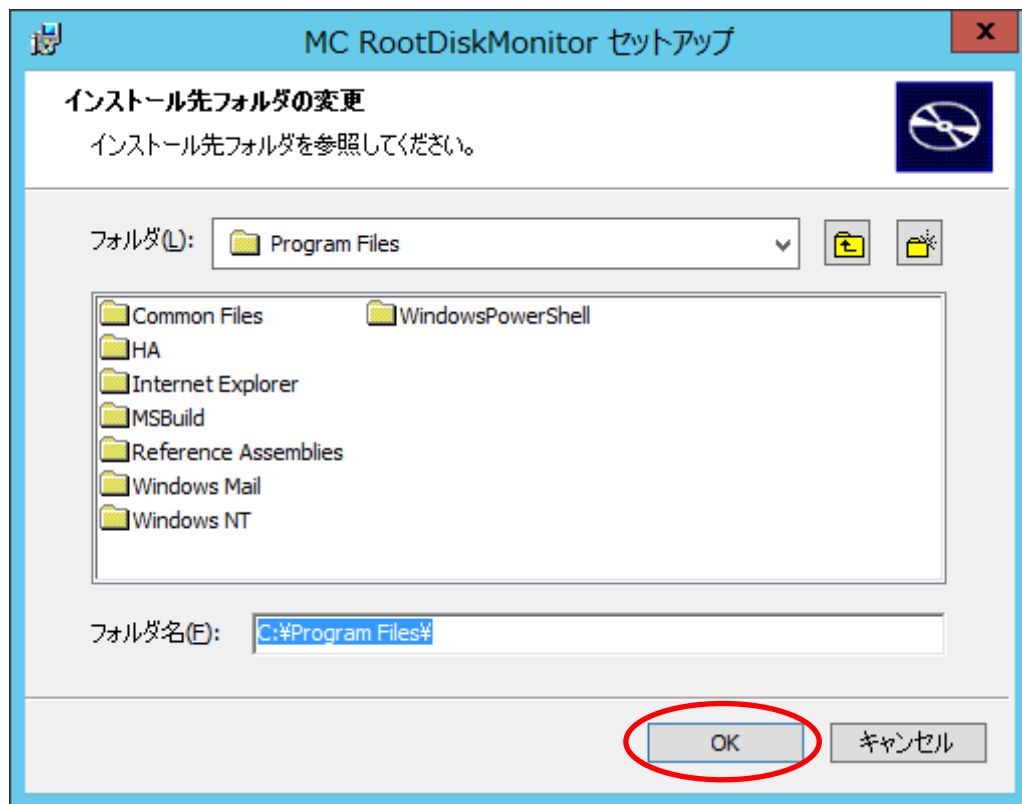 MC RootDiskMonitor セットアップ
x
インストール先フォルダの変更
インストール先フォルダを参照してください。
フォルダ(L):
Program Files
Common Files
WindowsPowerShell
HA
Internet Explorer
MSBuild
Reference Assemblies
Windows Mail
Windows NT
フォルダ名(F):
C:¥Program Files¥
OK
キャンセル